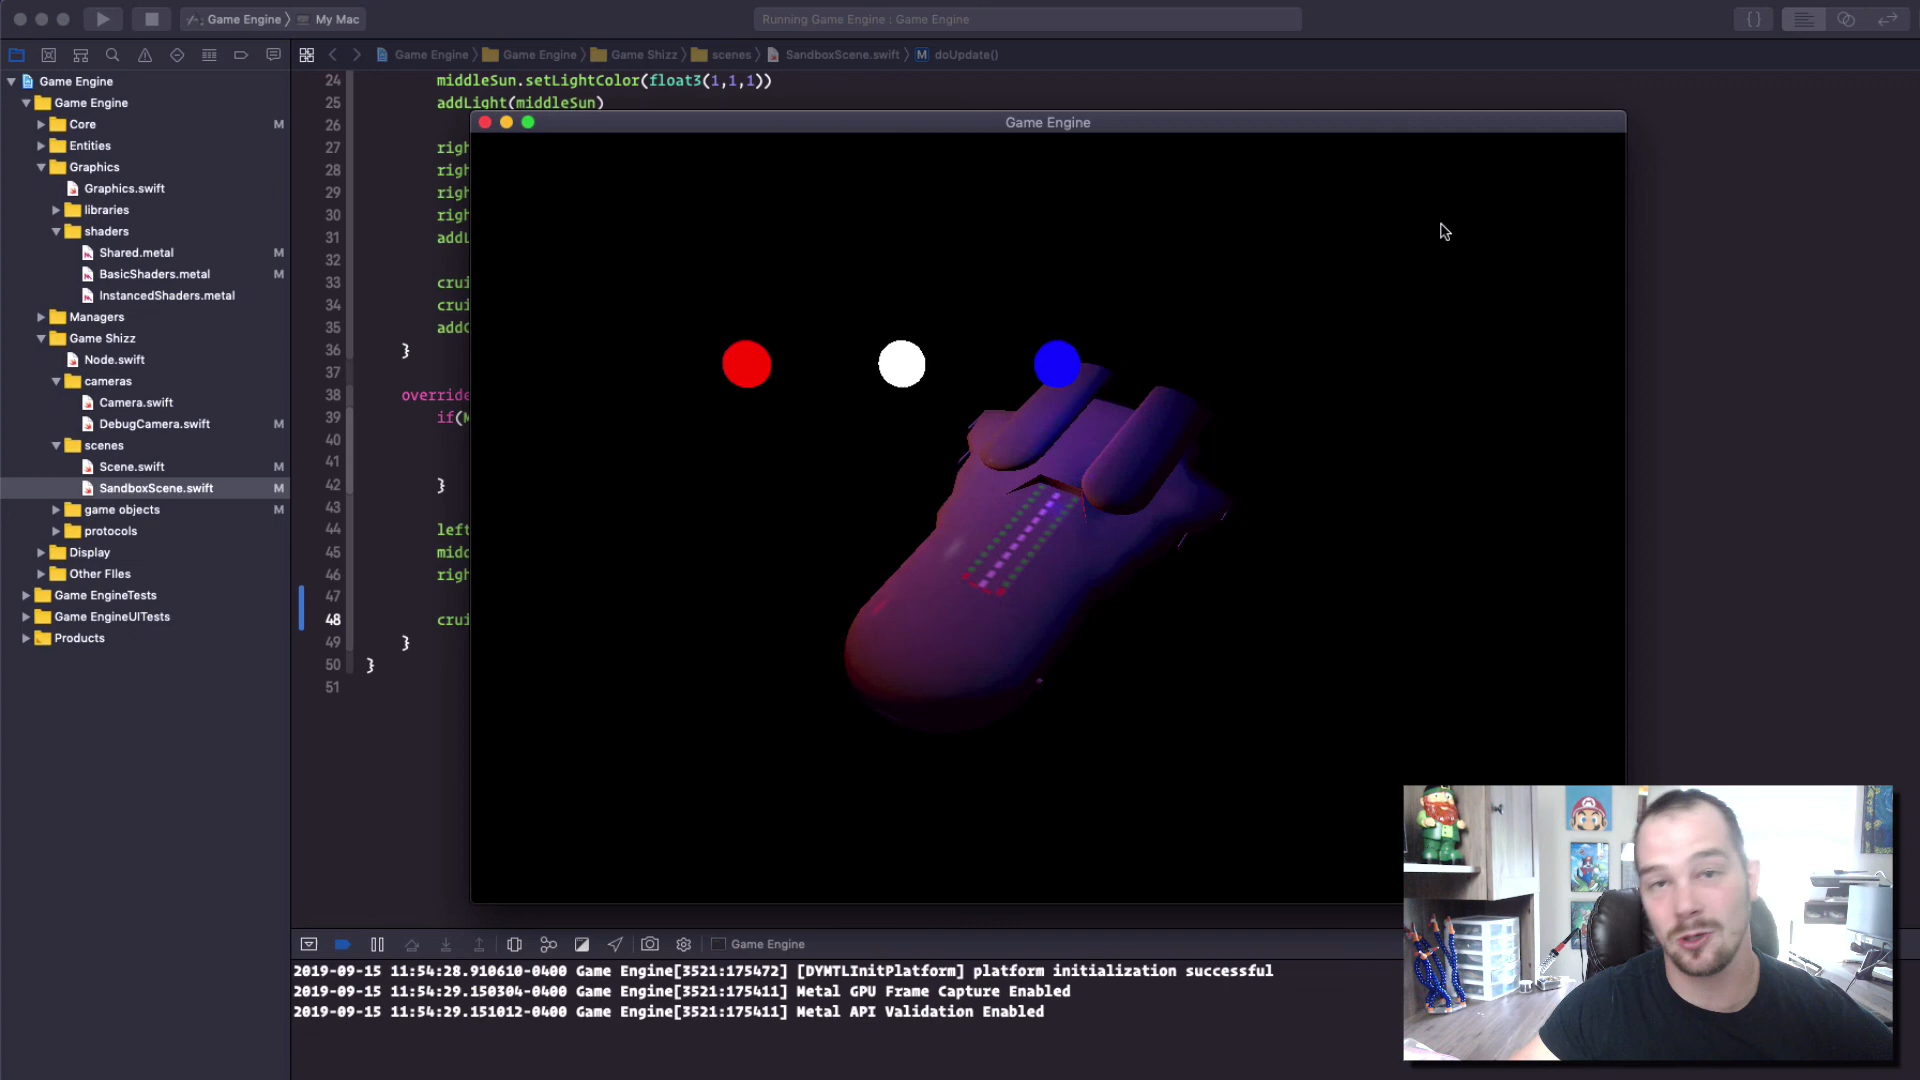 Game Engine 〉 My Mac
Running Game Engine : Game Engine
Game Engine 〉 Game Engine 〉 Game Shizz 〉 scenes 〉 SandboxScene.swift 〉 M doUpdate()
Game Engine
Game Engine
Core M
Entities
Graphics
Graphics.swift
libraries
shaders
Shared.metal M
BasicShaders.metal M
InstancedShaders.metal
Managers
Game Shizz
Node.swift
cameras
Camera.swift
DebugCamera.swift M
scenes
Scene.swift M
SandboxScene.swift M
game objects M
protocols
Display
Other FIles
Game EngineTests
Game EngineUITests
Products
24 middleSun.setLightColor(float3(1,1,1))
25 addLight(middleSun)
26
27 righ
28 righ
29 righ
30 righ
31 addL
32
33 crui
34 crui
35 addC
36 }
37
38 override
39 if(M
40
41
42 }
43
44 left
45 midd
46 righ
47
48 crui
49 }
50 }
51
Game Engine
Game Engine
2019-09-15 11:54:28.910610-0400 Game Engine[3521:175472] [DYMTLInitPlatform] platform initialization successful
2019-09-15 11:54:29.150304-0400 Game Engine[3521:175411] Metal GPU Frame Capture Enabled
2019-09-15 11:54:29.151012-0400 Game Engine[3521:175411] Metal API Validation Enabled